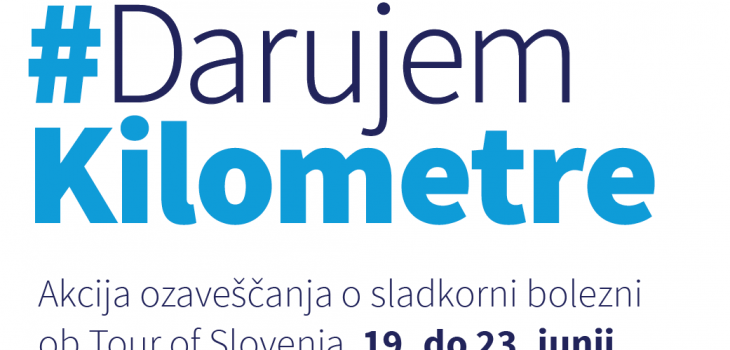 #Darujem
Kilometre
Akcija ozaveščanja o sladkorni bolezni
ob Tour of Slovenia, 19. do 23. junij